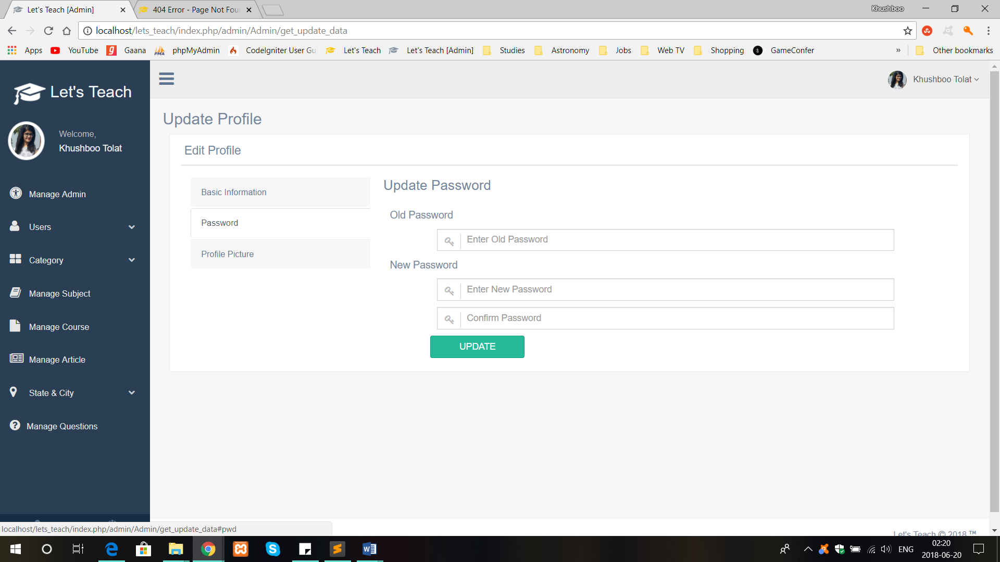 Let's Teach [Admin]
404 Error - Page Not Fou
Khushboo
localhost/lets_teach/index.php/admin/Admin/get_update_data
Apps YouTube Gaana phpMyAdmin CodeIgniter User Gu Let's Teach Let's Teach [Admin] Studies Astronomy Jobs Web TV Shopping GameConfer » Other bookmarks
Let's Teach
Khushboo Tolat
Welcome,
Khushboo Tolat
Manage Admin
Users
Category
Manage Subject
Manage Course
Manage Article
State & City
Manage Questions
Update Profile
Edit Profile
Basic Information
Password
Profile Picture
Update Password
Old Password
Enter Old Password
New Password
Enter New Password
Confirm Password
UPDATE
Let's Teach © 2018 ™
localhost/lets_teach/index.php/admin/Admin/get_update_data#pwd
ENG
02:20
2018-06-20